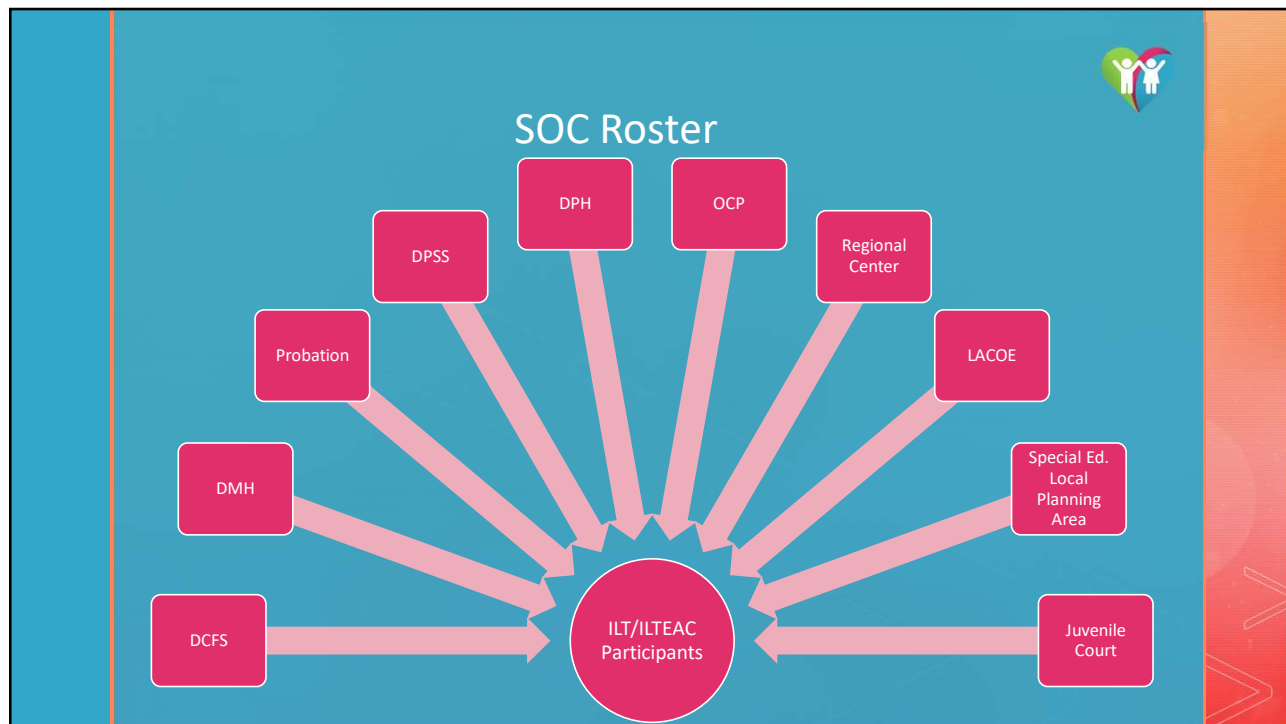 SOC Roster
DPH
OCP
DPSS
Regional
Center
Probation
LACOE
DMH
Special Ed.
Local
Planning
Area
DCFS
ILT/ILTEAC
Participants
Juvenile
Court